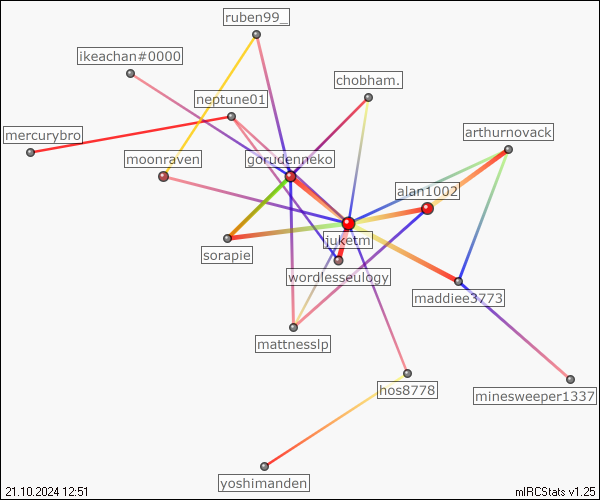 ruben99_
ikeachan#0000
chobham.
neptune01
mercurybro
arthurnovack
moonraven
gorudenneko
alan1002
juketm
sorapie
wordlesseulogy
maddiee3773
mattnesslp
hos8778
minesweeper1337
yoshimanden
21.10.2024 12:51
mIRCStats v1.25